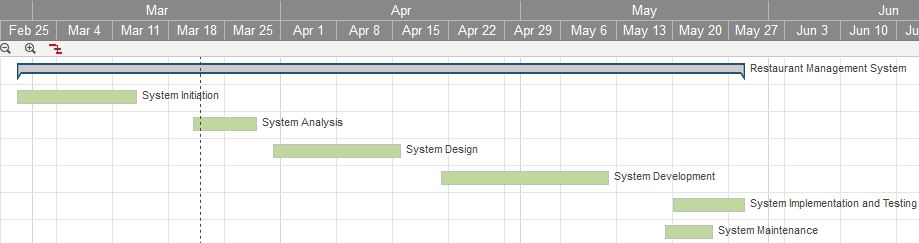 Mar Apr May Jun
Feb 25 Mar 4 Mar 11 Mar 18 Mar 25 Apr 1 Apr 8 Apr 15 Apr 22 Apr 29 May 6 May 13 May 20 May 27 Jun 3 Jun 10 Ju
Restaurant Management System
System Initiation
System Analysis
System Design
System Development
System Implementation and Testing
System Maintenance